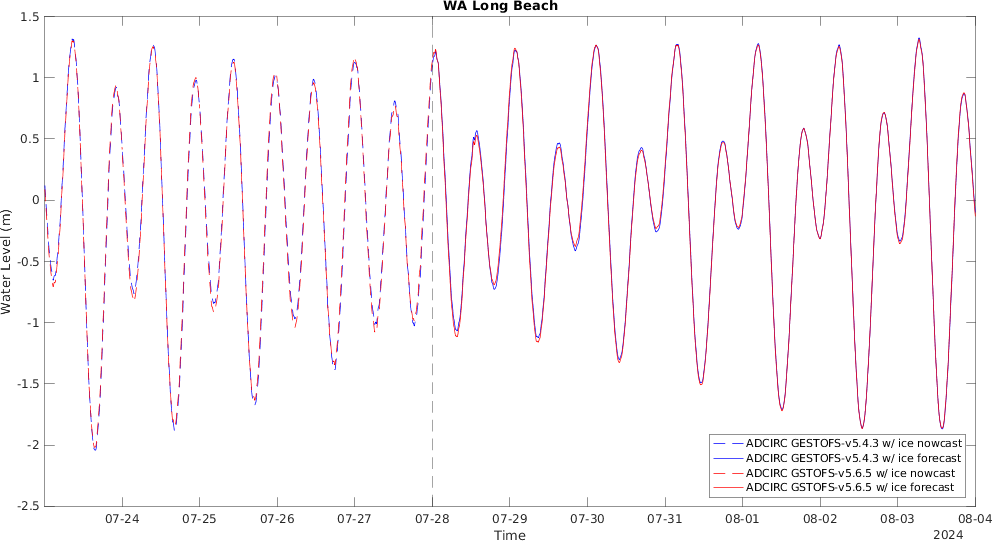 WA Long Beach
1.5
1
0.5
0
-0.5
-1
-1.5
-2
-2.5
Water Level (m)
07-24 07-25 07-26 07-27 07-28 07-29 07-30 07-31 08-01 08-02 08-03 08-04
Time
2024
ADCIRC GESTOFS-v5.4.3 w/ ice nowcast
ADCIRC GESTOFS-v5.4.3 w/ ice forecast
ADCIRC GSTOFS-v5.6.5 w/ ice nowcast
ADCIRC GSTOFS-v5.6.5 w/ ice forecast